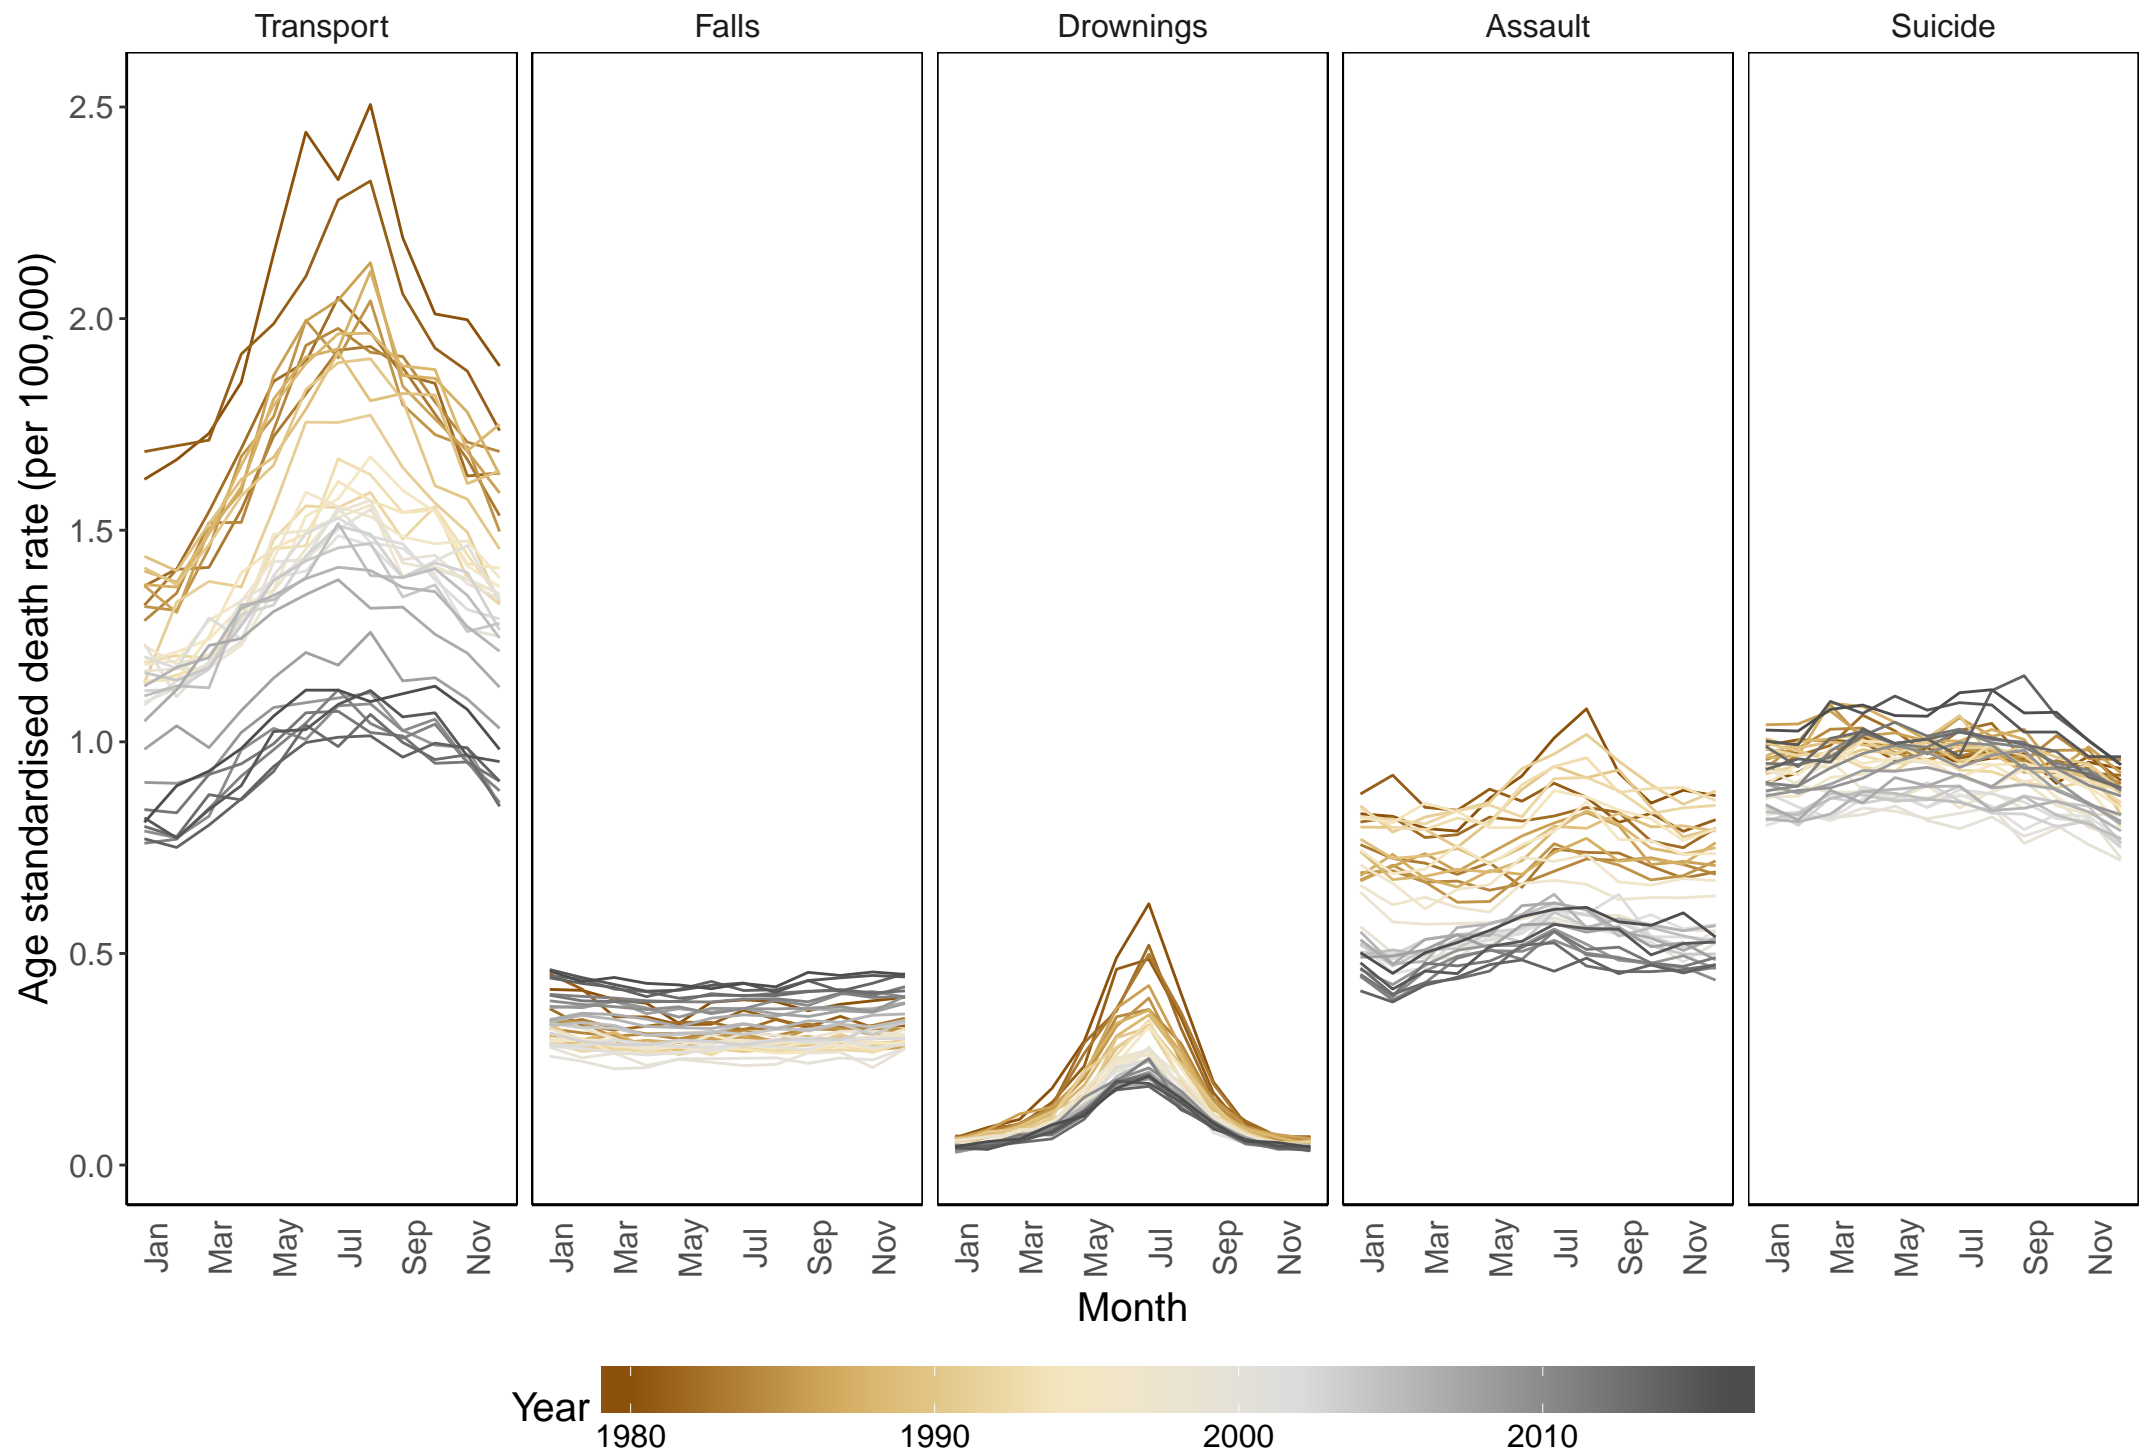 Transport Falls Drownings Assault Suicide
Age standardised death rate (per 100,000)
2.5
2.0
1.5
1.0
0.5
0.0
Jan Mar May Jul Sep Nov Jan Mar May Jul Sep Nov Jan Mar May Jul Sep Nov Jan Mar May Jul Sep Nov Jan Mar May Jul Sep Nov
Month
Year
1980 1990 2000 2010